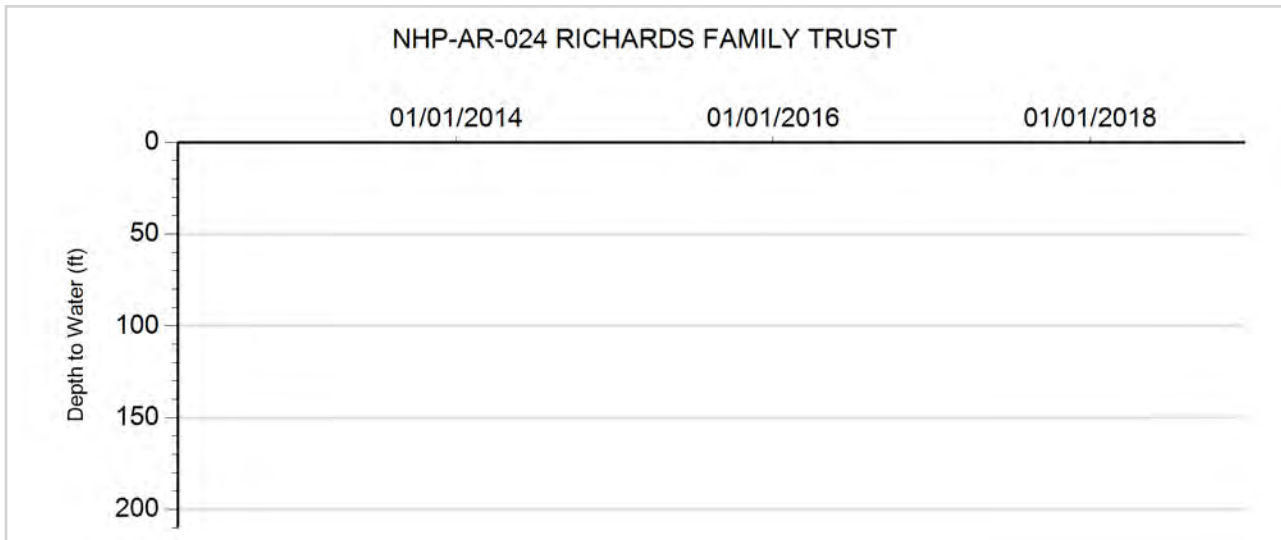 NHP-AR-024 RICHARDS FAMILY TRUST
01/01/2014 01/01/2016 01/01/2018
0
50
100
150
200
Depth to Water (ft)